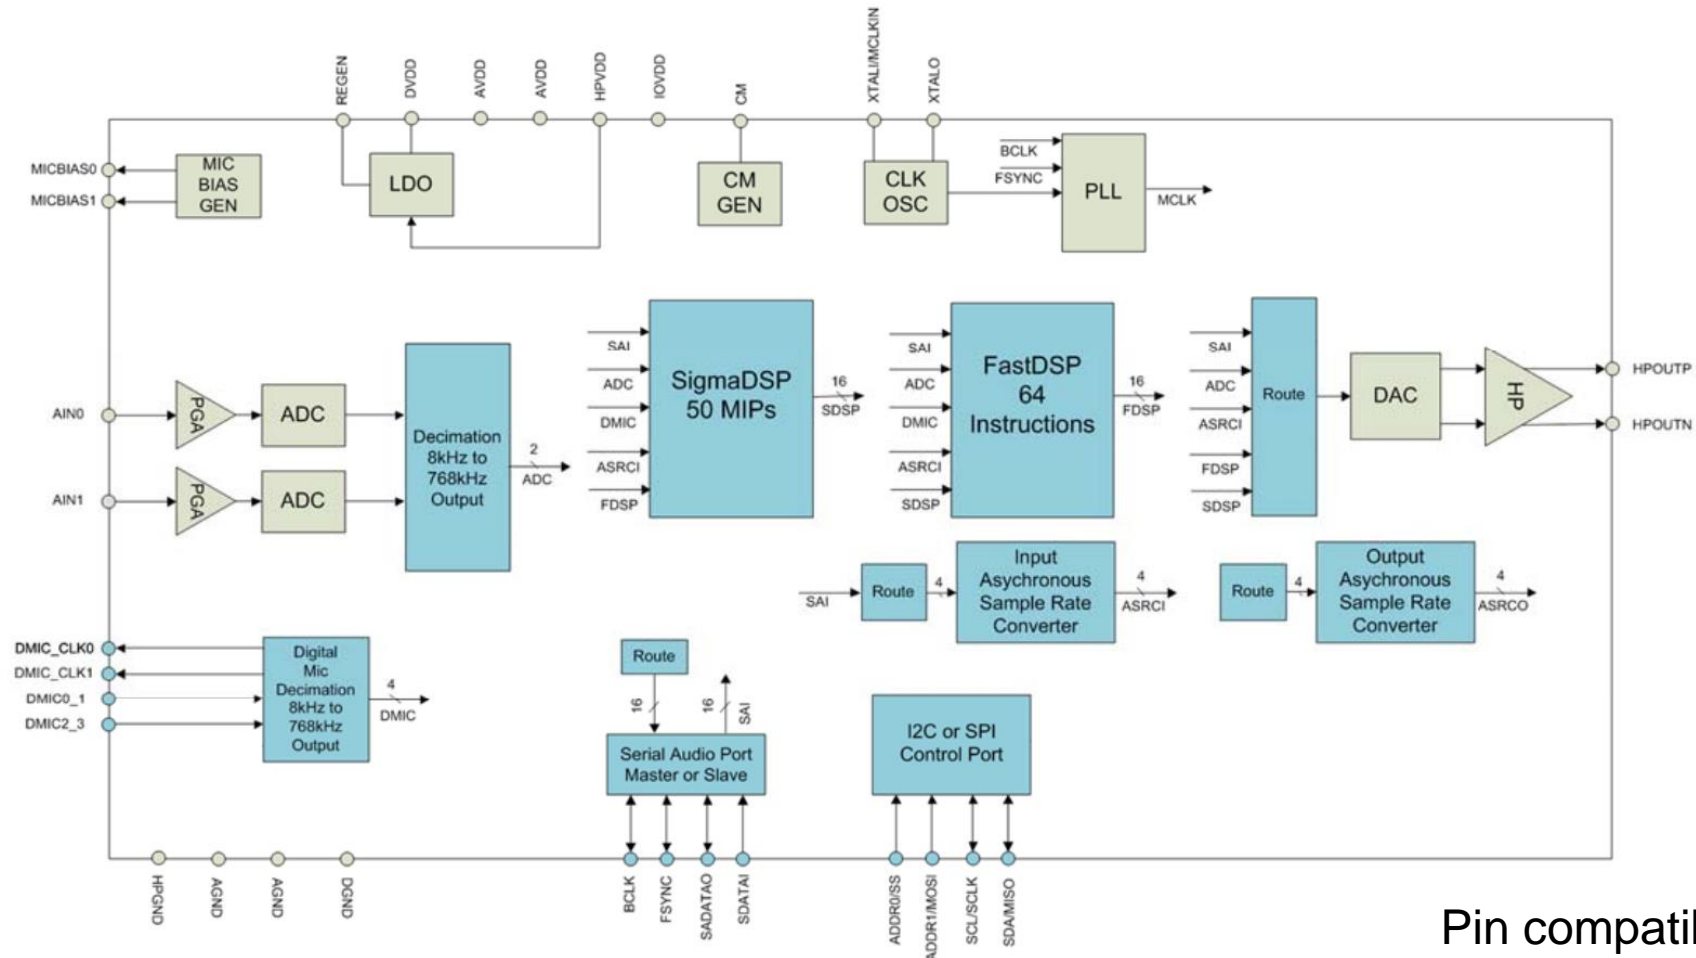 REGEN
DVDD
AVDD
AVDD
HPVDD
IOVDD
CM
XTALI/MCLKIN
XTALO
MICBIAS0
MICBIAS1
MIC
BIAS
GEN
LDO
CM
GEN
CLK
OSC
BCLK
FSYNC
PLL
MCLK
AIN0
PGA
ADC
AIN1
PGA
ADC
Decimation
8kHz to
768kHz
Output
2
ADC
SAI
ADC
DMIC
ASRCI
FDSP
SigmaDSP
50 MIPs
16
SDSP
SAI
ADC
DMIC
ASRCI
SDSP
FastDSP
64
Instructions
16
FDSP
SAI
ADC
ASRCI
FDSP
SDSP
Route
DAC
HP
HPOUTP
HPOUTN
SAI
Route
4
Input
Asychronous
Sample Rate
Converter
4
ASRCI
Route
4
Output
Asychronous
Sample Rate
Converter
4
ASRCO
DMIC_CLK0
DMIC_CLK1
DMIC0_1
DMIC2_3
Digital
Mic
Decimation
8kHz to
768kHz
Output
4
DMIC
Route
16
16
SAI
Serial Audio Port
Master or Slave
I2C or SPI
Control Port
HPGND
AGND
AGND
DGND
BCLK
FSYNC
SADATAO
SDATAI
ADDR0/SS
ADDR1/MOSI
SCL/SCLK
SDA/MISO
Pin compatil